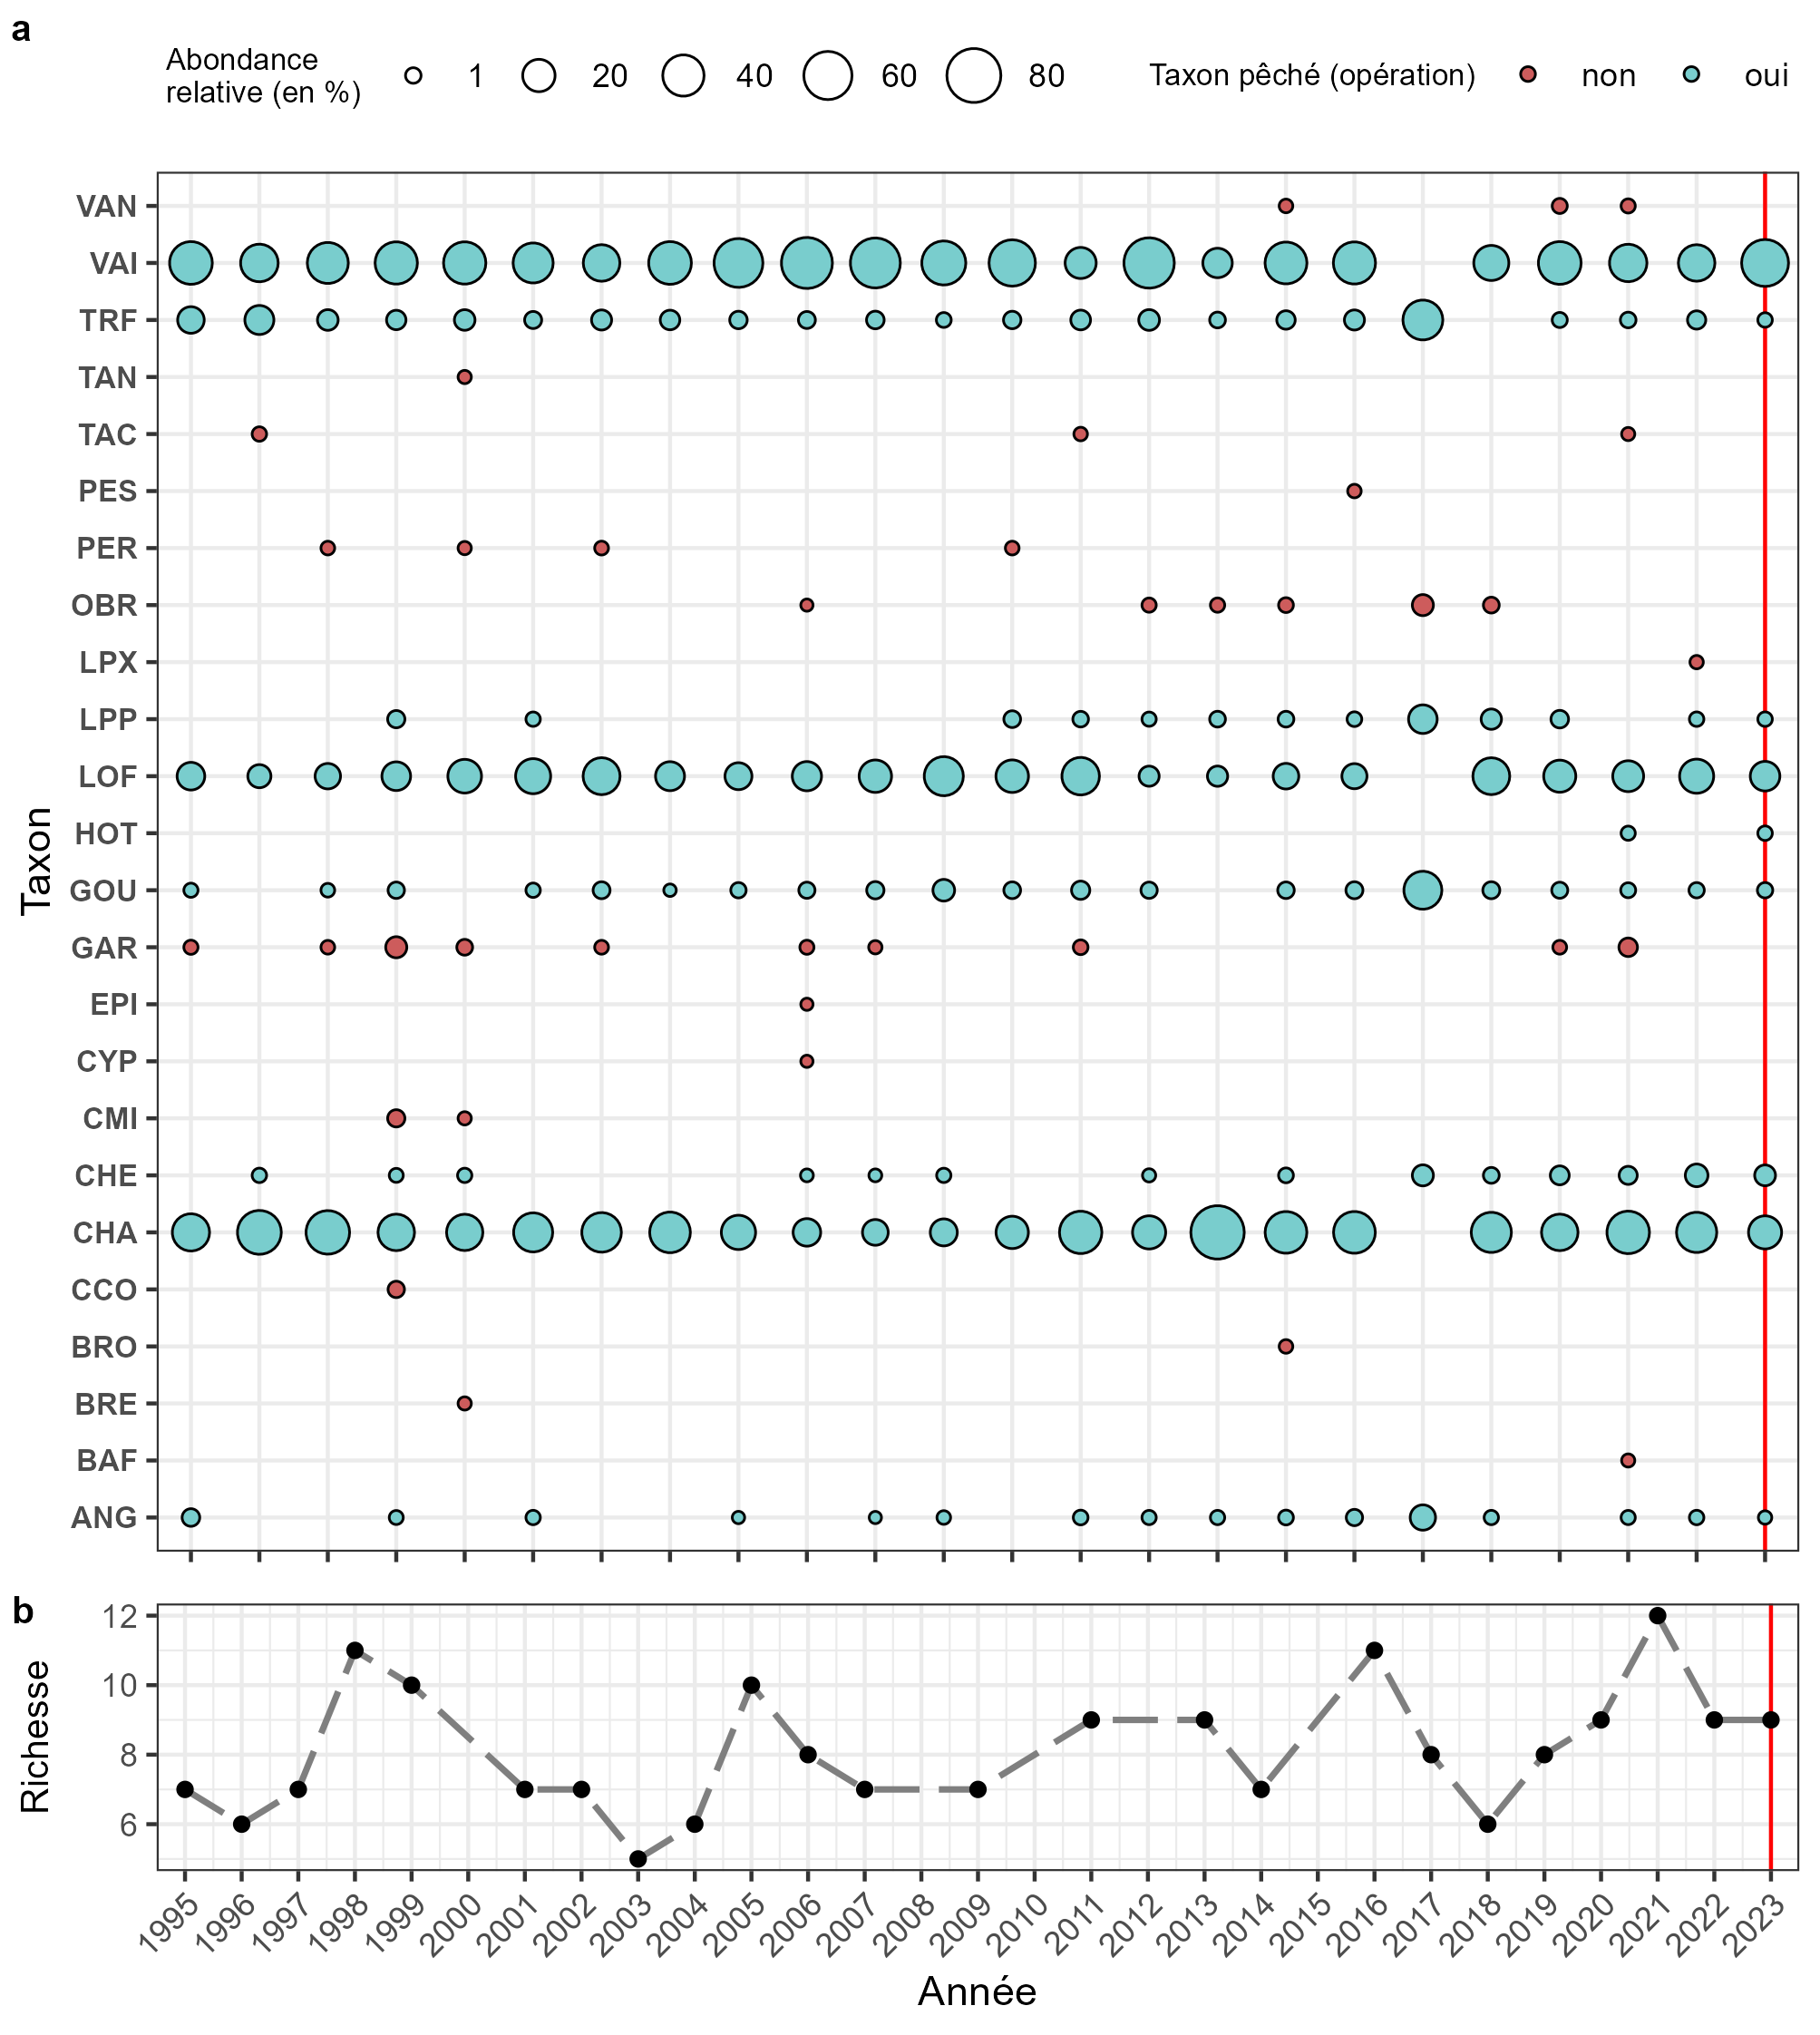 a
Abondance
relative (en %)
1 20 40 60 80
Taxon pêché (opération)
non oui
VAN
VAI
TRF
TAN
TAC
PES
PER
OBR
LPX
LPP
LOF
HOT
GOU
GAR
EPI
CYP
CMI
CHE
CHA
CCO
BRO
BRE
BAF
ANG
Taxon
b
12
10
8
6
Richesse
1995 1996 1997 1998 1999 2000 2001 2002 2003 2004 2005 2006 2007 2008 2009 2010 2011 2012 2013 2014 2015 2016 2017 2018 2019 2020 2021 2022 2023
Année